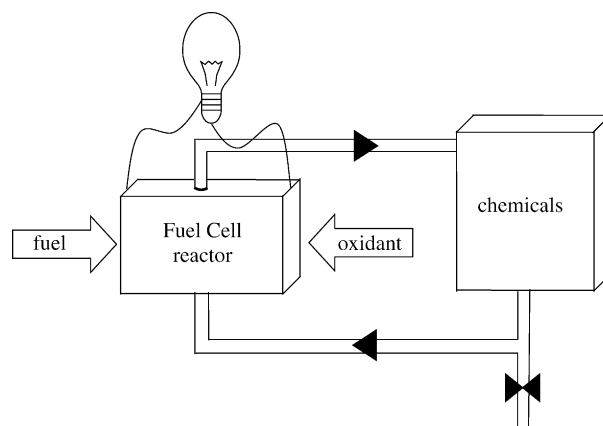 chemicals
Fuel Cell
reactor
fuel
oxidant